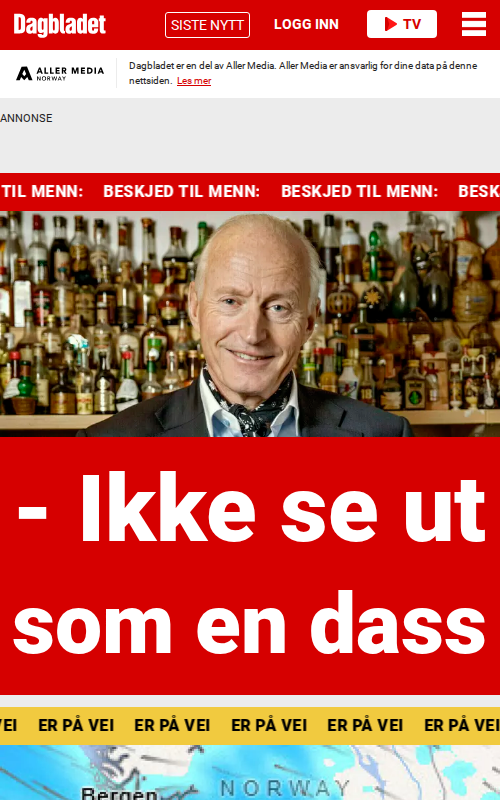 Dagbladet
SISTE NYTT
LOGG INN
TV
ALLER MEDIA
NORWAY
Dagbladet er en del av Aller Media. Aller Media er ansvarlig for dine data på denne
nettsiden. Les mer
ANNONSE
TIL MENN: BESKJED TIL MENN: BESKJED TIL MENN: BESK
- Ikke se ut
som en dass
VEI ER PÅ VEI ER PÅ VEI ER PÅ VEI ER PÅ VEI ER PÅ VEI
NORWAY
Bergen